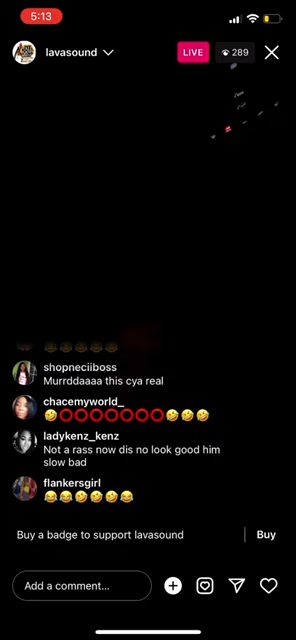 5:13
lavasound
LIVE
289
shopneciiboss
Murrddaaaa this cya real
chacemyworld_
🤣⭕⭕⭕⭕⭕⭕⭕🤣🤣🤣
ladykenz_kenz
Not a rass now dis no look good him
slow bad
flankersgirl
😂😂🤣🤣🤣😂
Buy a badge to support lavasound
Buy
Add a comment...